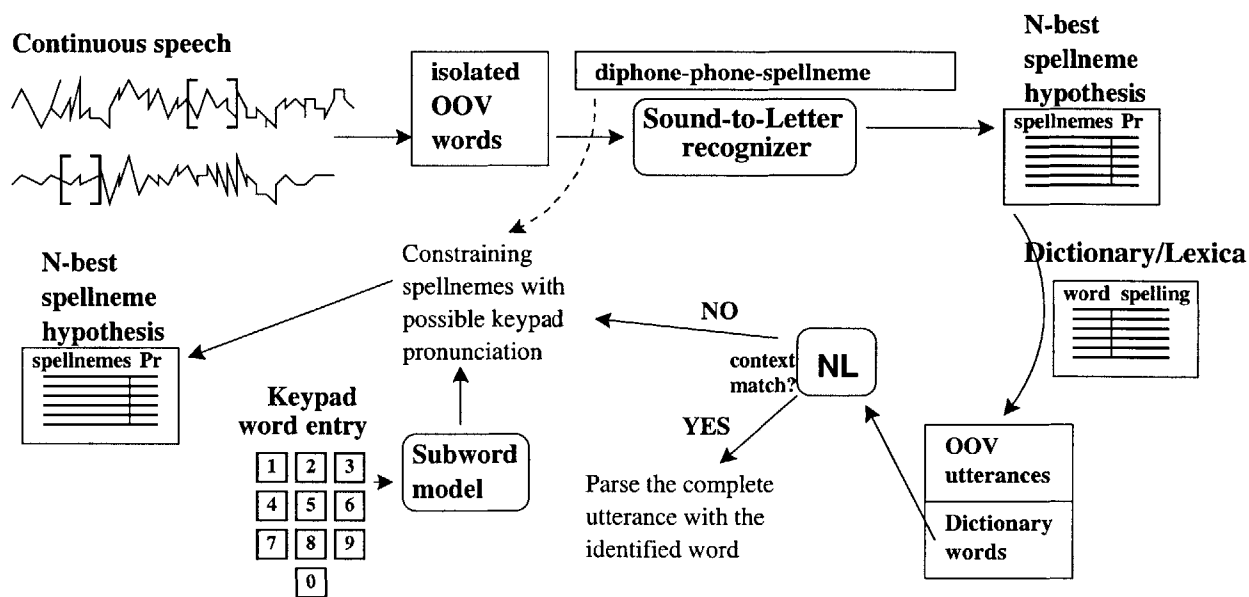 Continuous speech
isolated
OOV
words
diphone-phone-spellneme
Sound-to-Letter
recognizer
N-best
spellneme
hypothesis
spellnemes Pr
Dictionary/Lexica
word spelling
N-best
spellneme
hypothesis
spellnemes Pr
Constraining
spellnemes with
possible keypad
pronunciation
NO
context
match?
NL
YES
Parse the complete
utterance with the
identified word
OOV
utterances
Dictionary
words
Keypad
word entry
1 2 3
4 5 6
7 8 9
0
Subword
model